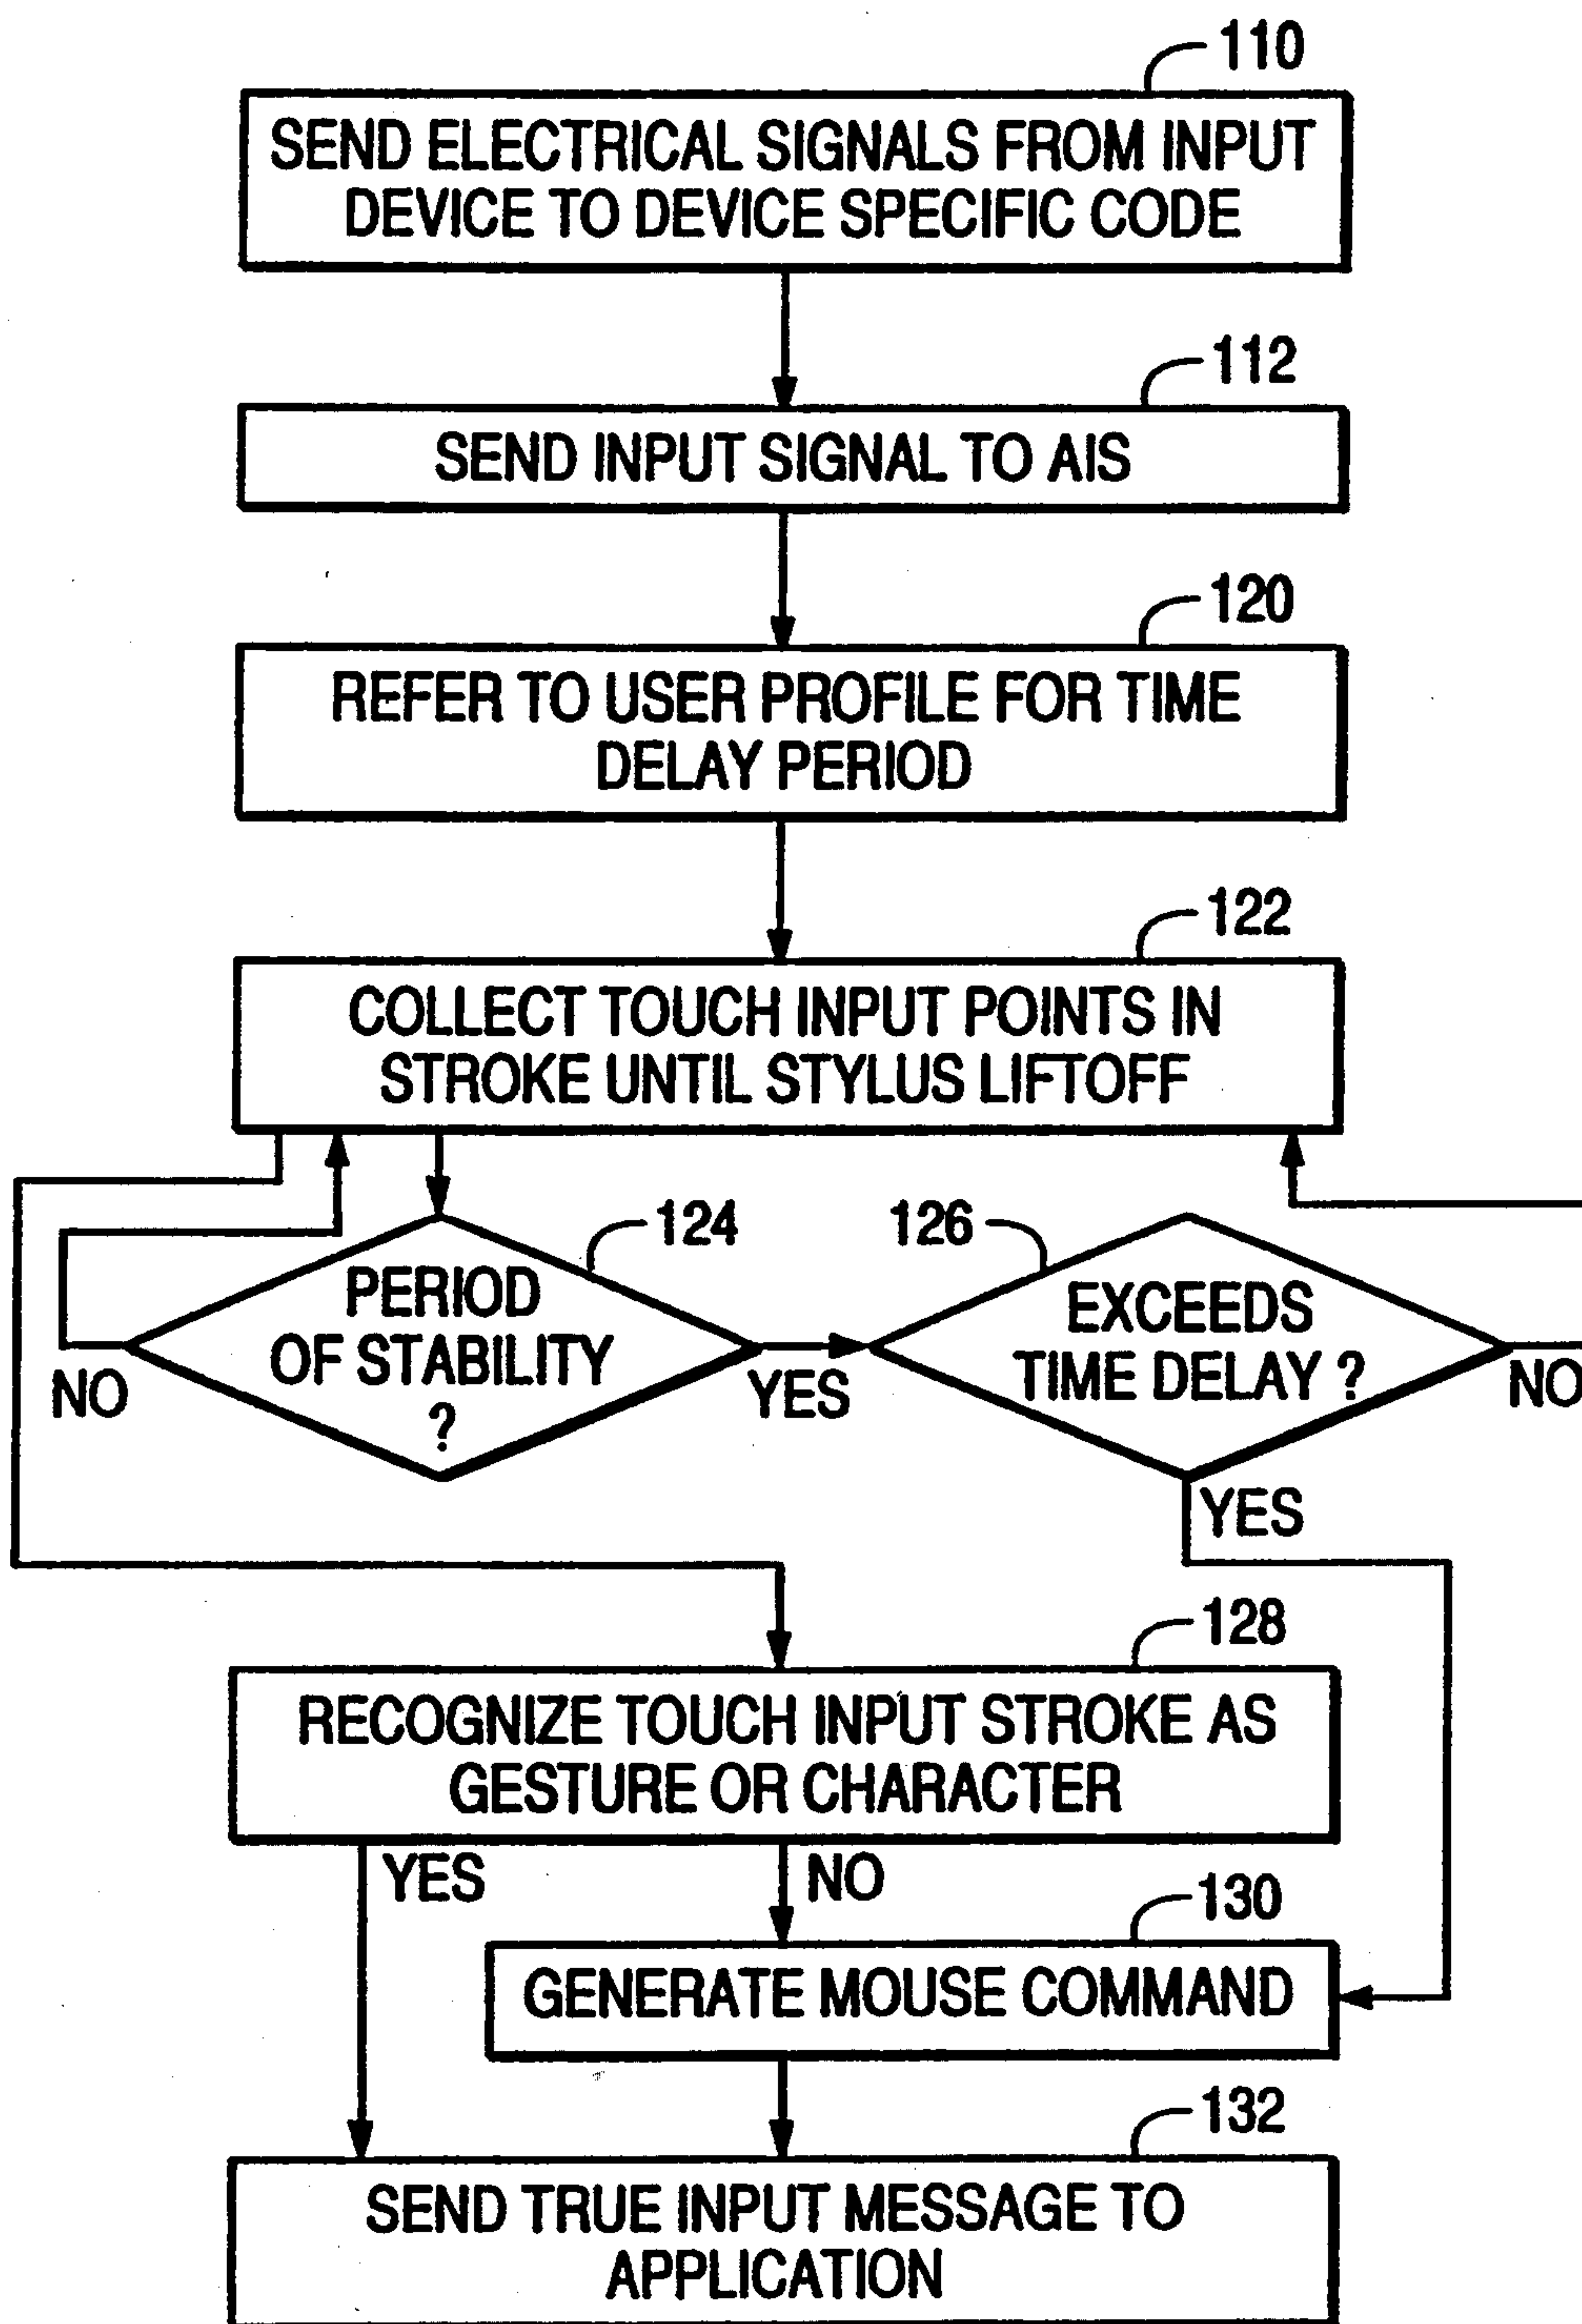 110
SEND ELECTRICAL SIGNALS FROM INPUT
DEVICE TO DEVICE SPECIFIC CODE
112
SEND INPUT SIGNAL TO AIS
120
REFER TO USER PROFILE FOR TIME
DELAY PERIOD
122
COLLECT TOUCH INPUT POINTS IN
STROKE UNTIL STYLUS LIFTOFF
124
PERIOD
OF STABILITY
?
NO
YES
126
EXCEEDS
TIME DELAY ?
NO
YES
128
RECOGNIZE TOUCH INPUT STROKE AS
GESTURE OR CHARACTER
YES
NO
130
GENERATE MOUSE COMMAND
132
SEND TRUE INPUT MESSAGE TO
APPLICATION